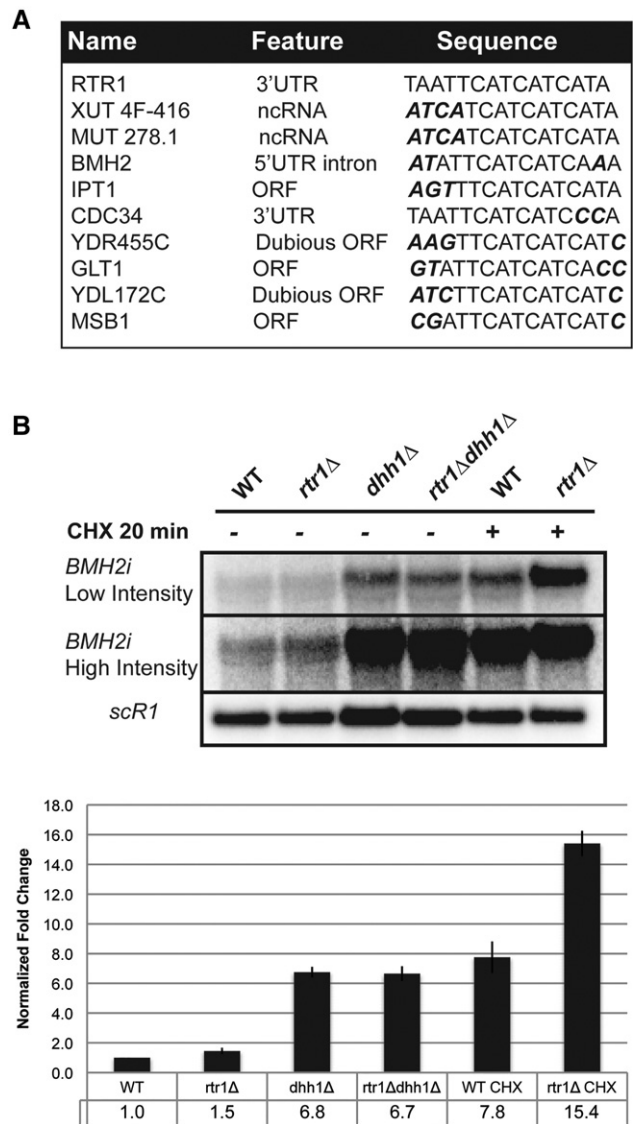 A
Name Feature Sequence
RTR1 3'UTR TAATTCATCATCATA
XUT 4F-416 ncRNA ATCATCATCATCATA
MUT 278.1 ncRNA ATCATCATCATCATA
BMH2 5'UTR intron ATATTCATCATCAAA
IPT1 ORF AGTTTCATCATCATA
CDC34 3'UTR TAATTCATCATCCCA
YDR455C Dubious ORF AAGTTCATCATCATC
GLT1 ORF GTATTCATCATCACC
YDL172C Dubious ORF ATCTTCATCATCATC
MSB1 ORF CGATTCATCATCATC
B
WT rtr1Δ dhh1Δ rtr1Δdhh1Δ WT rtr1Δ
CHX 20 min - - - - + +
BMH2i
Low Intensity
BMH2i
High Intensity
scR1
18.0
16.0
14.0
12.0
10.0
8.0
6.0
4.0
2.0
0.0
Normalized Fold Change
WT rtr1Δ dhh1Δ rtr1Δdhh1Δ WT CHX rtr1Δ CHX
1.0 1.5 6.8 6.7 7.8 15.4